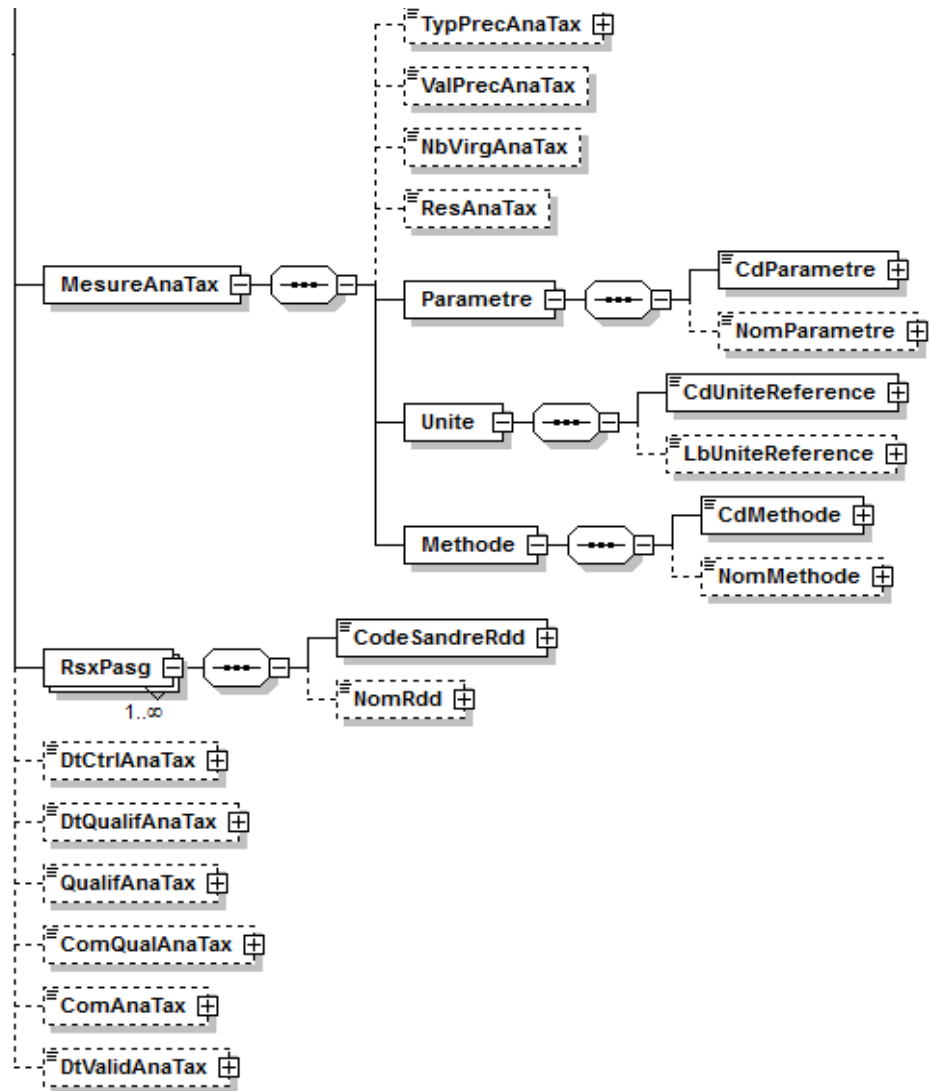 TypPrecAnaTax
ValPrecAnaTax
NbVirgAnaTax
ResAnaTax
MesureAnaTax
Parametre
CdParametre
NomParametre
Unite
CdUniteReference
LbUniteReference
Methode
CdMethode
NomMethode
RsxPasg
1..∞
CodeSandreRdd
NomRdd
DtCtrlAnaTax
DtQualifAnaTax
QualifAnaTax
ComQualAnaTax
ComAnaTax
DtValidAnaTax